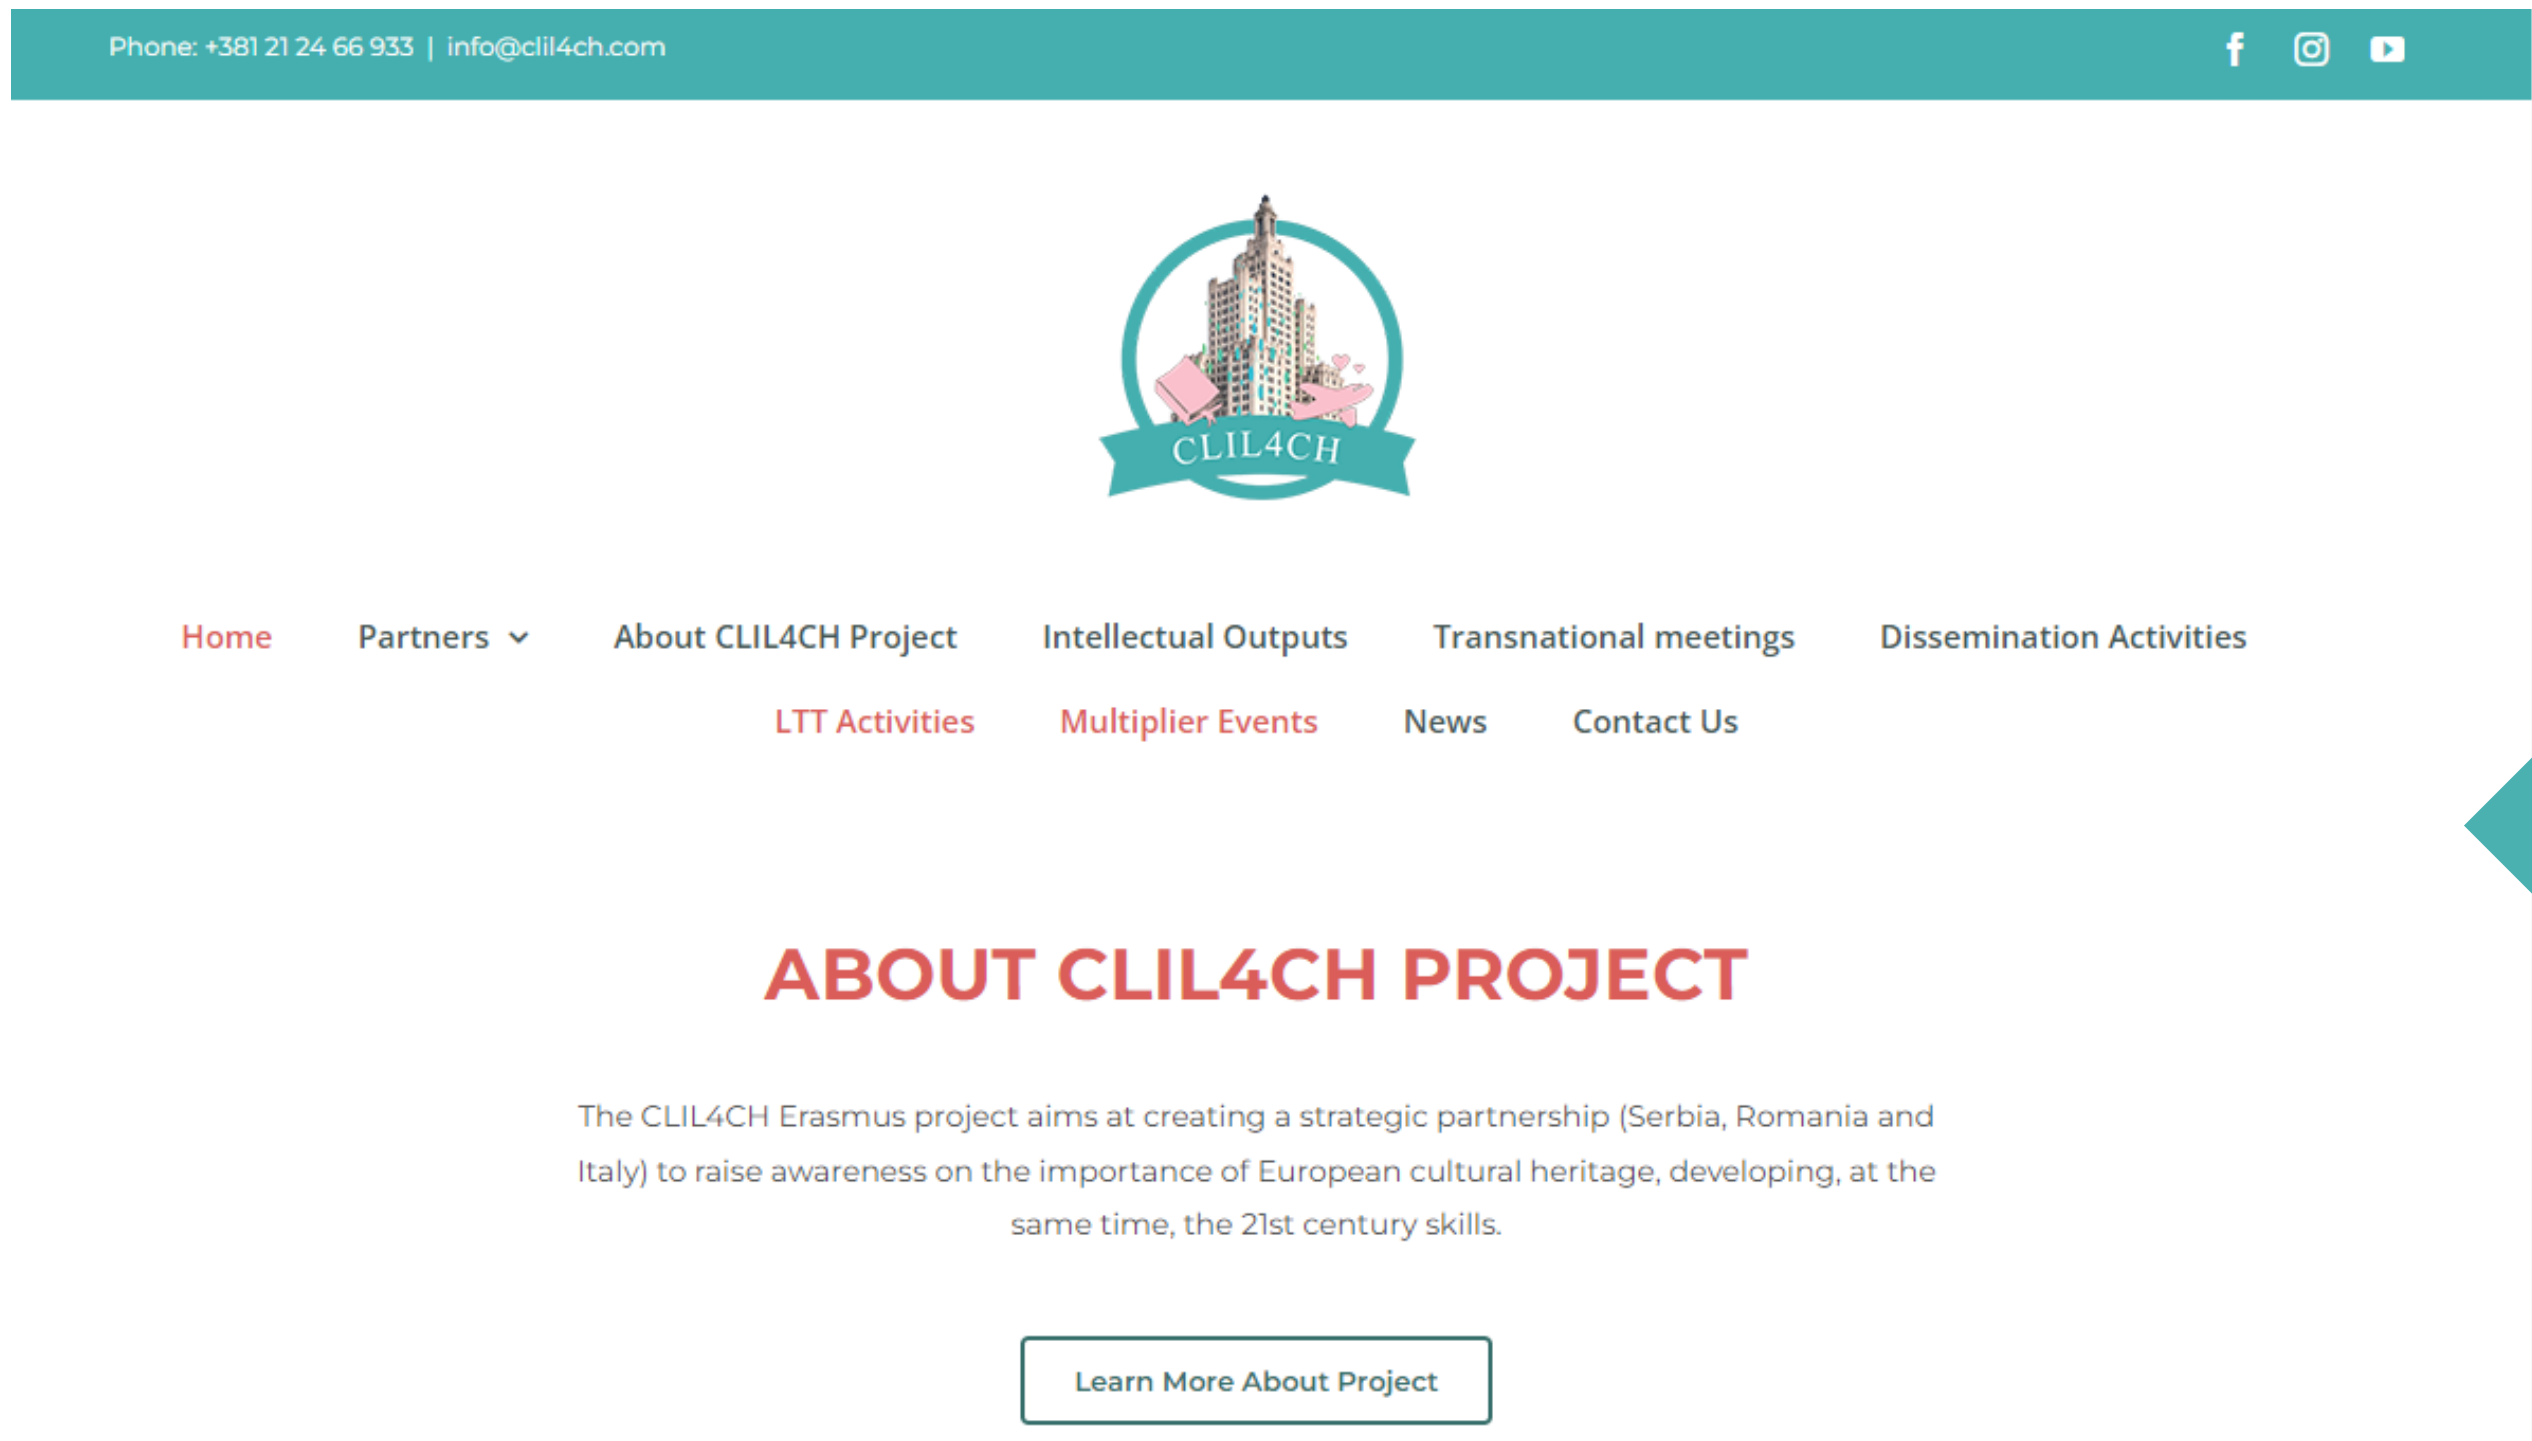 Phone: +381 21 24 66 933 | info@clil4ch.com
CLIL4CH
Home Partners About CLIL4CH Project Intellectual Outputs Transnational meetings Dissemination Activities
LTT Activities Multiplier Events News Contact Us
ABOUT CLIL4CH PROJECT
The CLIL4CH Erasmus project aims at creating a strategic partnership (Serbia, Romania and
Italy) to raise awareness on the importance of European cultural heritage, developing, at the
same time, the 21st century skills.
Learn More About Project